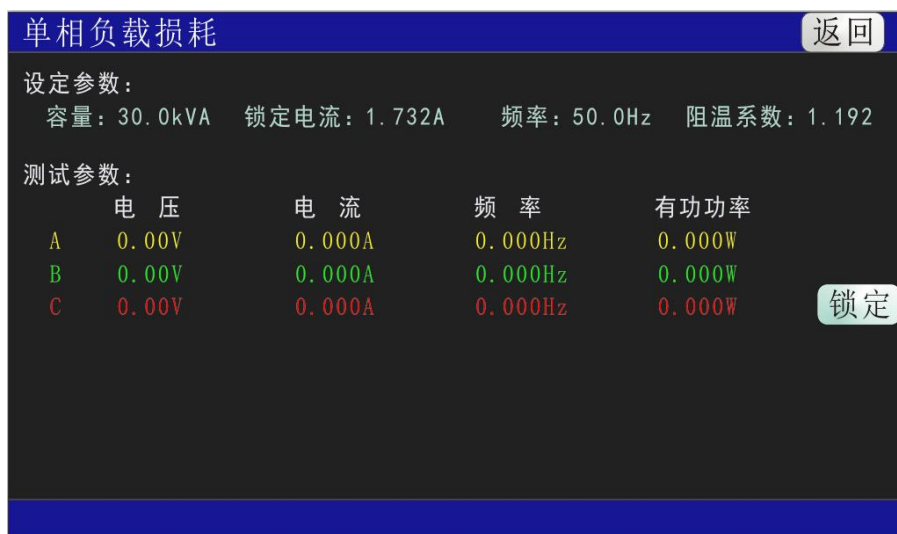 单相负载损耗 返回
设定参数：
容量：30.0kVA 锁定电流：1.732A 频率：50.0Hz 阻温系数：1.192
测试参数：
电 压 电 流 频 率 有功功率
A 0.00V 0.000A 0.000Hz 0.000W
B 0.00V 0.000A 0.000Hz 0.000W
C 0.00V 0.000A 0.000Hz 0.000W
锁定